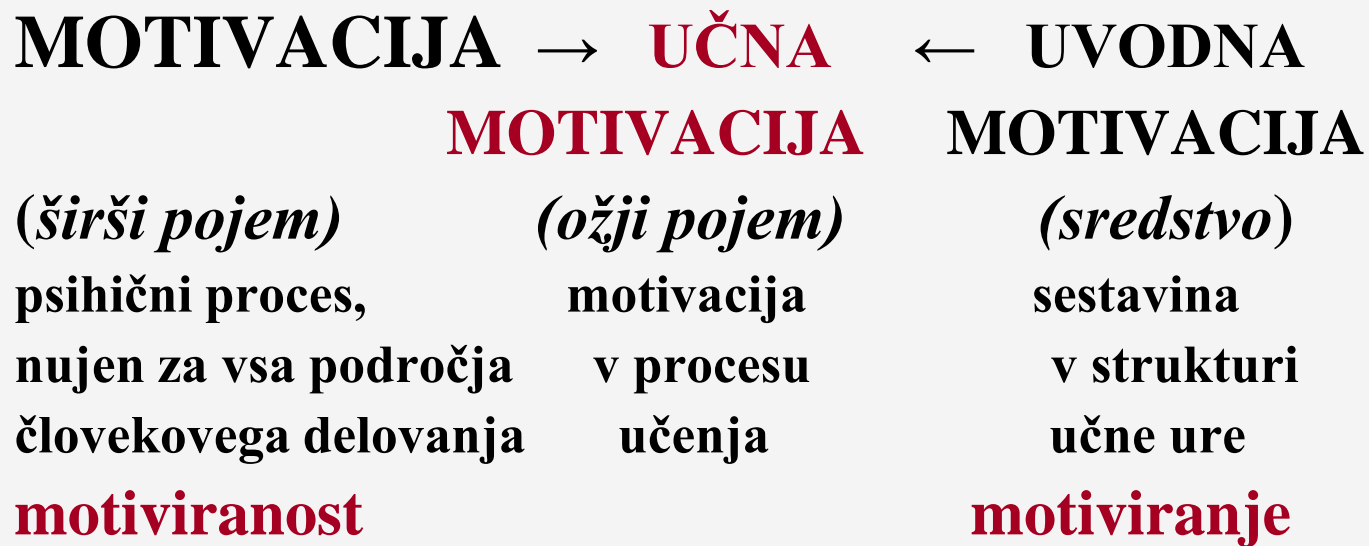 MOTIVACIJA → UČNA ← UVODNA
MOTIVACIJA MOTIVACIJA
(širši pojem) (ožji pojem) (sredstvo)
psihični proces, motivacija sestavina
nujen za vsa področja v procesu v strukturi
človekovega delovanja učenja učne ure
motiviranost motiviranje